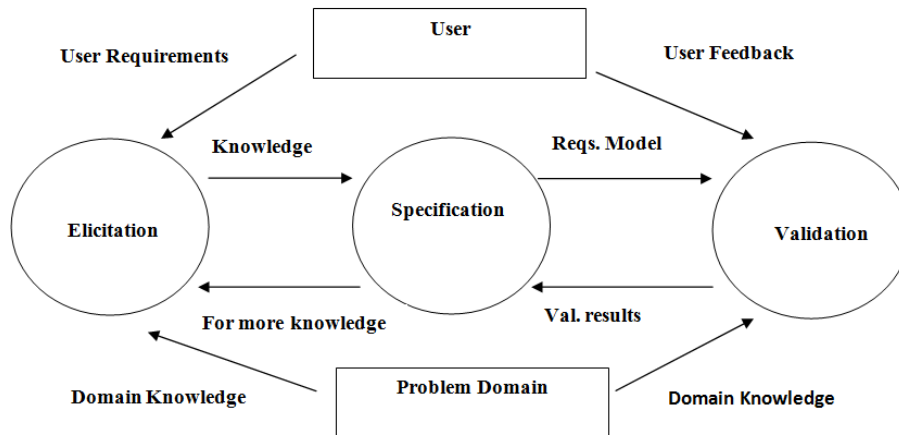 User
User Requirements
User Feedback
Knowledge
Reqs. Model
Elicitation
Specification
Validation
For more knowledge
Val. results
Domain Knowledge
Problem Domain
Domain Knowledge